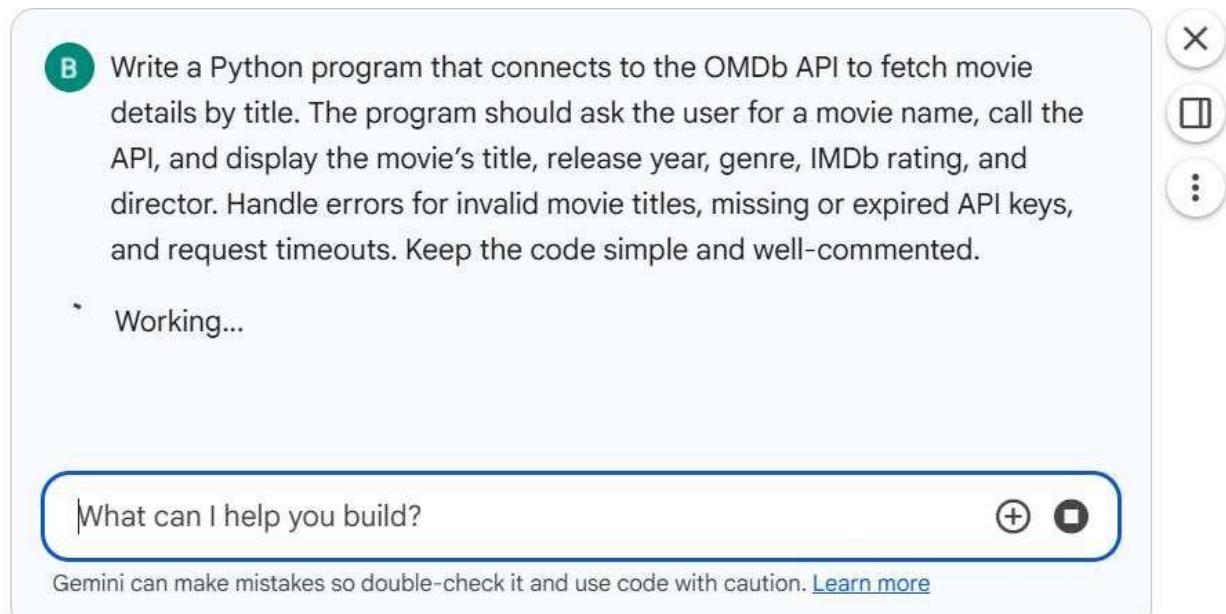 B
Write a Python program that connects to the OMDb API to fetch movie
details by title. The program should ask the user for a movie name, call the
API, and display the movie’s title, release year, genre, IMDb rating, and
director. Handle errors for invalid movie titles, missing or expired API keys,
and request timeouts. Keep the code simple and well-commented.
Working...
What can I help you build?
Gemini can make mistakes so double-check it and use code with caution. Learn more